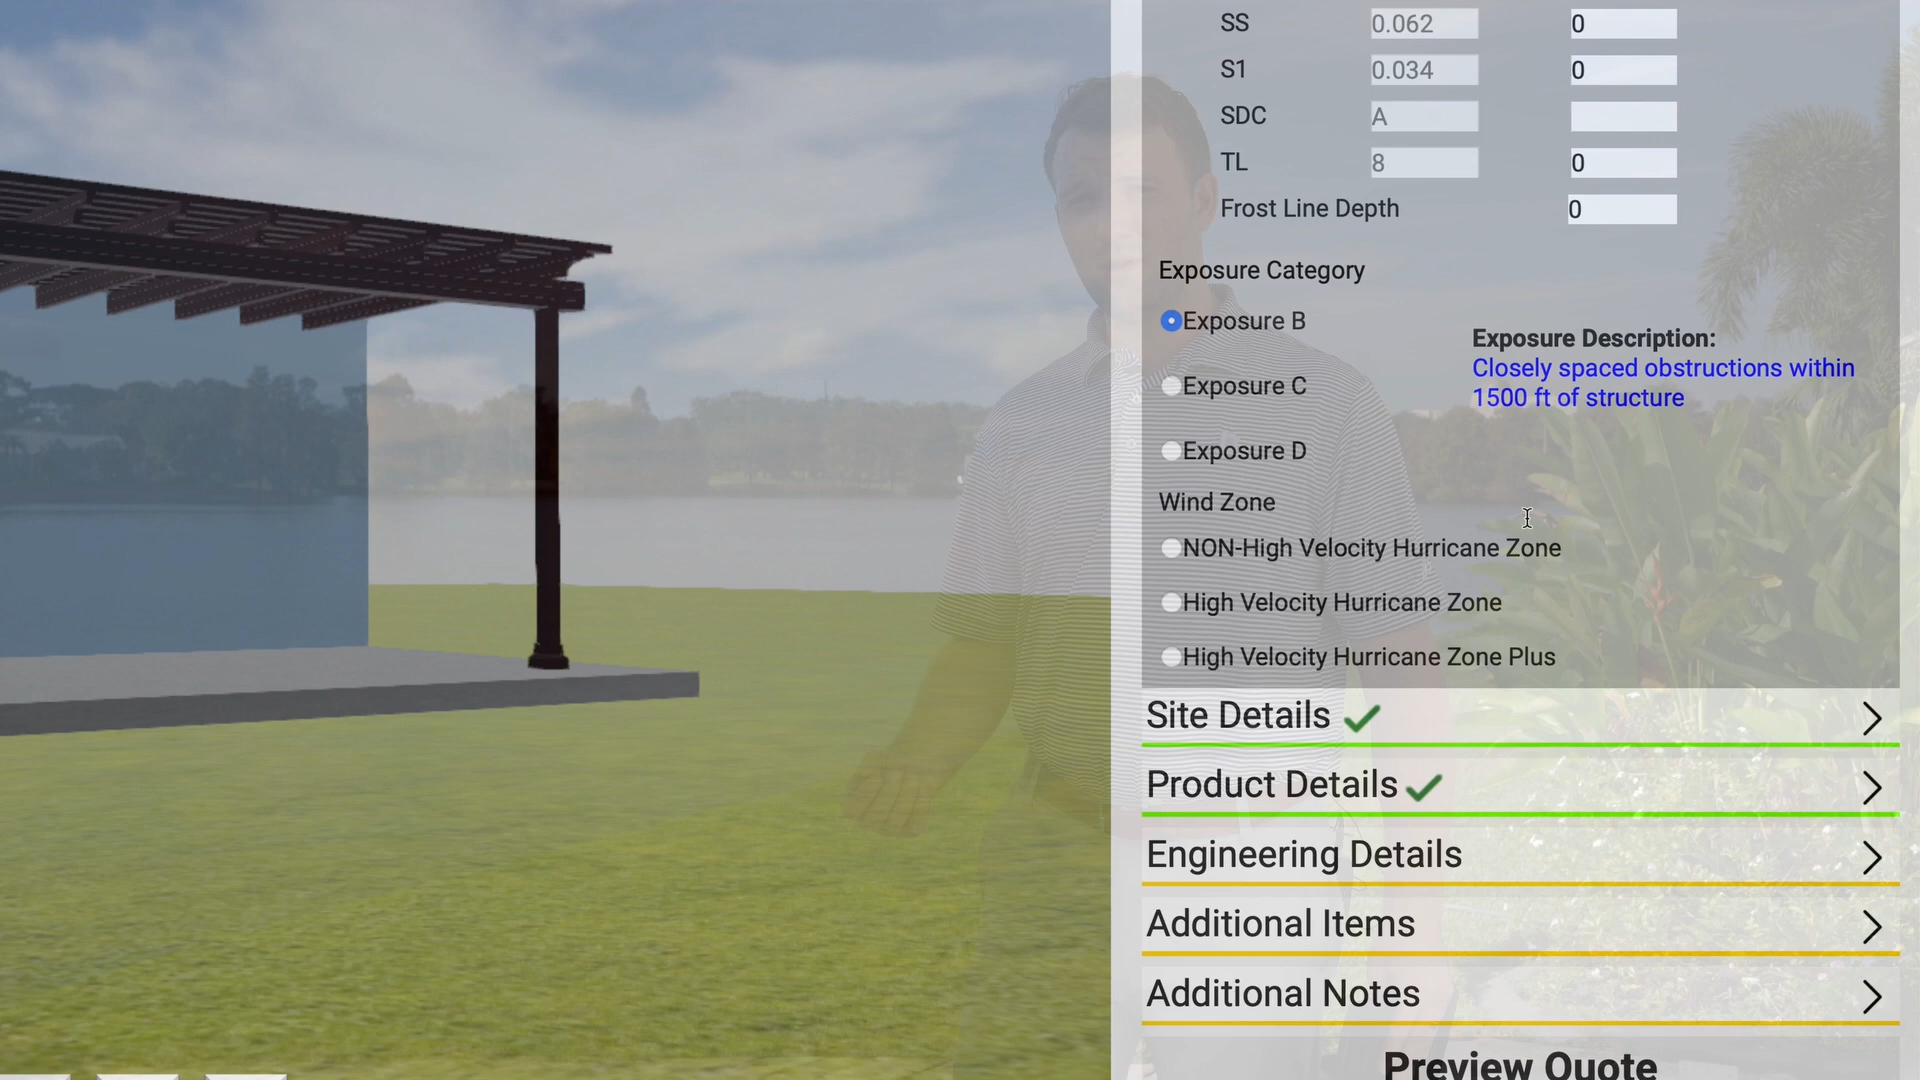 SS 0.062 0
S1 0.034 0
SDC A
TL 8 0
Frost Line Depth 0
Exposure Category
Exposure B
Exposure Description:
Closely spaced obstructions within
1500 ft of structure
Exposure C
Exposure D
Wind Zone
NON-High Velocity Hurricane Zone
High Velocity Hurricane Zone
High Velocity Hurricane Zone Plus
Site Details
Product Details
Engineering Details
Additional Items
Additional Notes
Preview Quote